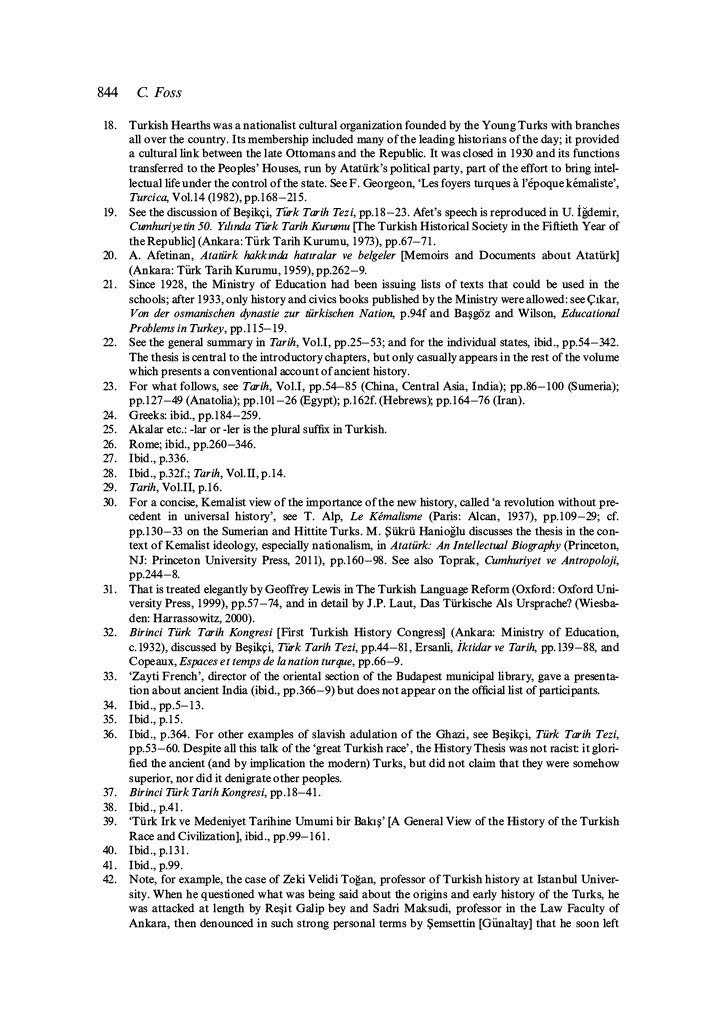 844 C. Foss
18. Turkish Hearths was a nationalist cultural organization founded by the Young Turks with branches
all over the country. Its membership included many of the leading historians of the day; it provided
a cultural link between the late Ottomans and the Republic. It was closed in 1930 and its functions
transferred to the Peoples’ Houses, run by Atatürk’s political party, part of the effort to bring intel-
lectual life under the control of the state. See F. Georgeon, ‘Les foyers turques à l’époque kémaliste’,
Turcica, Vol.14 (1982), pp.168–215.
19. See the discussion of Beşikçi, Türk Tarih Tezi, pp.18–23. Afet’s speech is reproduced in U. İğdemir,
Cumhuriyetin 50. Yılında Türk Tarih Kurumu [The Turkish Historical Society in the Fiftieth Year of
the Republic] (Ankara: Türk Tarih Kurumu, 1973), pp.67–71.
20. A. Afetinan, Atatürk hakkında hatıralar ve belgeler [Memoirs and Documents about Atatürk]
(Ankara: Türk Tarih Kurumu, 1959), pp.262–9.
21. Since 1928, the Ministry of Education had been issuing lists of texts that could be used in the
schools; after 1933, only history and civics books published by the Ministry were allowed: see Çıkar,
Von der osmanischen dynastie zur türkischen Nation, p.94f and Başgöz and Wilson, Educational
Problems in Turkey, pp.115–19.
22. See the general summary in Tarih, Vol.I, pp.25–53; and for the individual states, ibid., pp.54–342.
The thesis is central to the introductory chapters, but only casually appears in the rest of the volume
which presents a conventional account of ancient history.
23. For what follows, see Tarih, Vol.I, pp.54–85 (China, Central Asia, India); pp.86–100 (Sumeria);
pp.127–49 (Anatolia); pp.101–26 (Egypt); p.162f. (Hebrews); pp.164–76 (Iran).
24. Greeks: ibid., pp.184–259.
25. Akalar etc.: -lar or -ler is the plural suffix in Turkish.
26. Rome; ibid., pp.260–346.
27. Ibid., p.336.
28. Ibid., p.32f.; Tarih, Vol.II, p.14.
29. Tarih, Vol.II, p.16.
30. For a concise, Kemalist view of the importance of the new history, called ‘a revolution without pre-
cedent in universal history’, see T. Alp, Le Kémalisme (Paris: Alcan, 1937), pp.109–29; cf.
pp.130–33 on the Sumerian and Hittite Turks. M. Şükrü Hanioğlu discusses the thesis in the con-
text of Kemalist ideology, especially nationalism, in Atatürk: An Intellectual Biography (Princeton,
NJ: Princeton University Press, 2011), pp.160–98. See also Toprak, Cumhuriyet ve Antropoloji,
pp.244–8.
31. That is treated elegantly by Geoffrey Lewis in The Turkish Language Reform (Oxford: Oxford Uni-
versity Press, 1999), pp.57–74, and in detail by J.P. Laut, Das Türkische Als Ursprache? (Wiesba-
den: Harrassowitz, 2000).
32. Birinci Türk Tarih Kongresi [First Turkish History Congress] (Ankara: Ministry of Education,
c.1932), discussed by Beşikçi, Türk Tarih Tezi, pp.44–81, Ersanli, İktidar ve Tarih, pp.139–88, and
Copeaux, Espaces et temps de la nation turque, pp.66–9.
33. ‘Zayti French’, director of the oriental section of the Budapest municipal library, gave a presenta-
tion about ancient India (ibid., pp.366–9) but does not appear on the official list of participants.
34. Ibid., pp.5–13.
35. Ibid., p.15.
36. Ibid., p.364. For other examples of slavish adulation of the Ghazi, see Beşikçi, Türk Tarih Tezi,
pp.53–60. Despite all this talk of the ‘great Turkish race’, the History Thesis was not racist: it glori-
fied the ancient (and by implication the modern) Turks, but did not claim that they were somehow
superior, nor did it denigrate other peoples.
37. Birinci Türk Tarih Kongresi, pp.18–41.
38. Ibid., p.41.
39. ‘Türk Irk ve Medeniyet Tarihine Umumi bir Bakış’ [A General View of the History of the Turkish
Race and Civilization], ibid., pp.99–161.
40. Ibid., p.131.
41. Ibid., p.99.
42. Note, for example, the case of Zeki Velidi Toğan, professor of Turkish history at Istanbul Univer-
sity. When he questioned what was being said about the origins and early history of the Turks, he
was attacked at length by Reşit Galip bey and Sadri Maksudi, professor in the Law Faculty of
Ankara, then denounced in such strong personal terms by Şemsettin [Günaltay] that he soon left